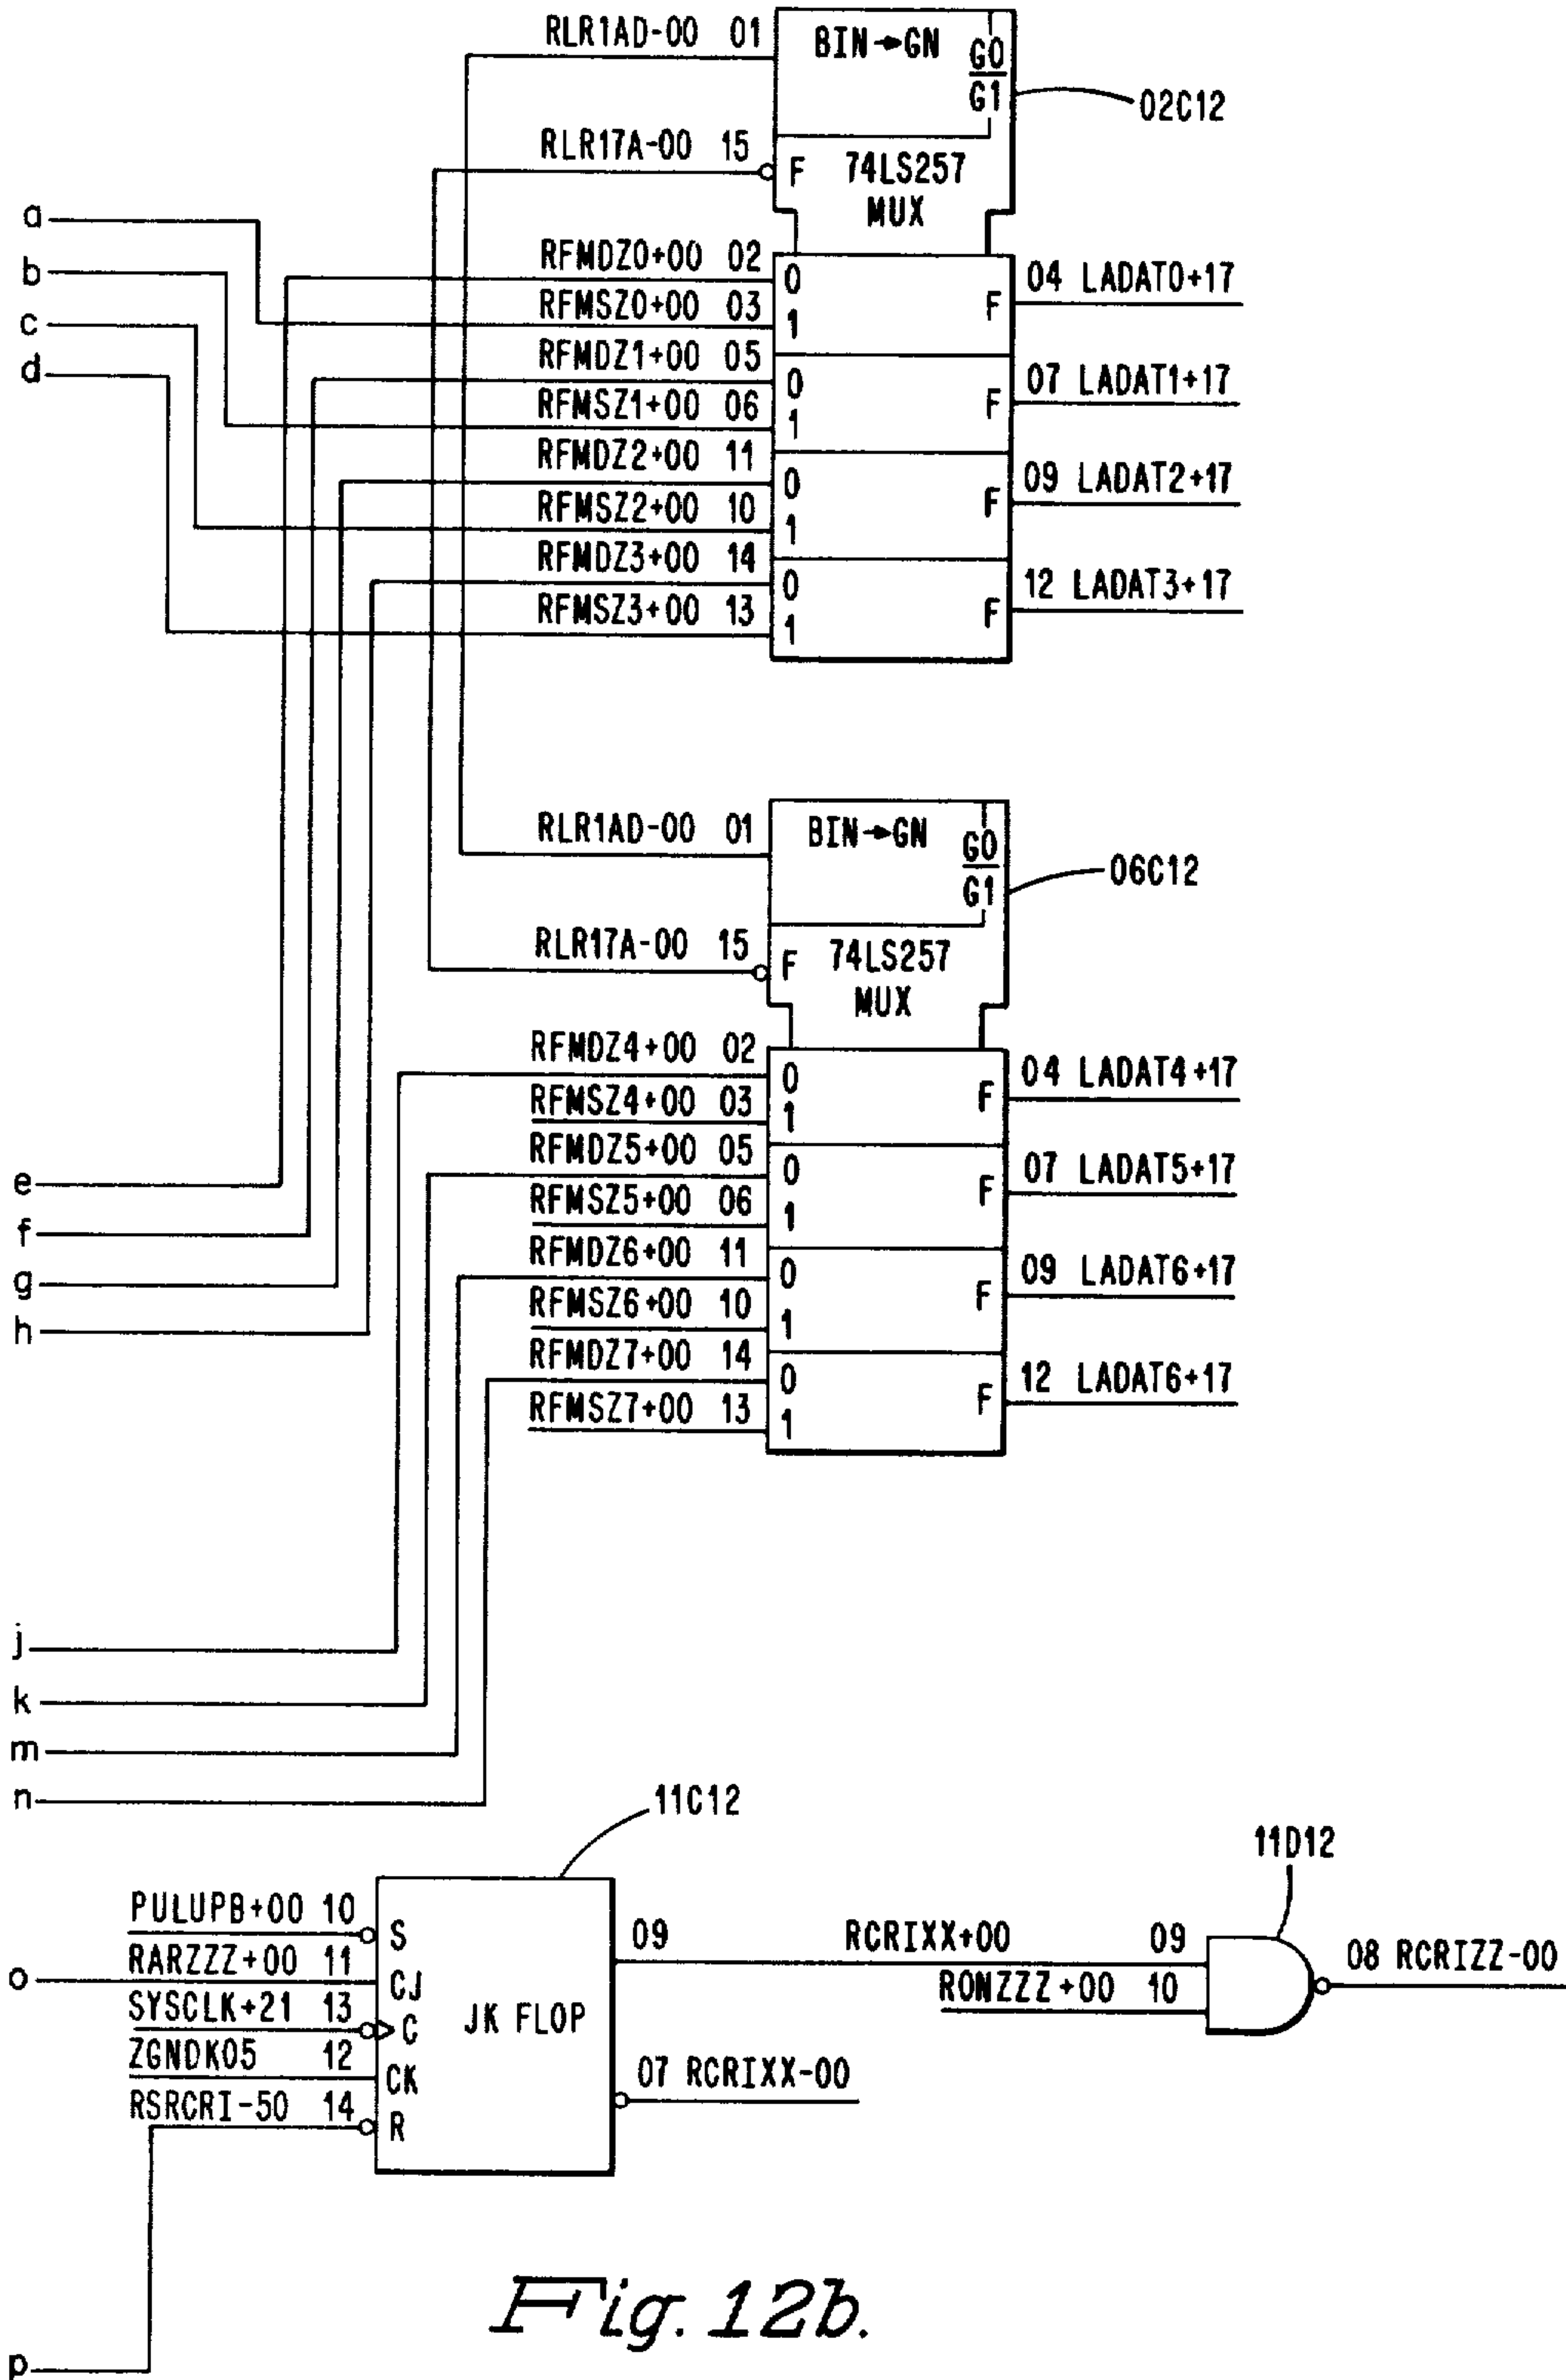 RLR1AD-00 01
BIN→GN
G0
G1
02C12
RLR17A-00 15
F
74LS257
MUX
a
b
c
d
RFMDZ0+00 02
0
RFMSZ0+00 03
1
F
04 LADAT0+17
RFMDZ1+00 05
0
RFMSZ1+00 06
1
F
07 LADAT1+17
RFMDZ2+00 11
0
RFMSZ2+00 10
1
F
09 LADAT2+17
RFMDZ3+00 14
0
RFMSZ3+00 13
1
F
12 LADAT3+17
RLR1AD-00 01
BIN→GN
G0
G1
06C12
RLR17A-00 15
F
74LS257
MUX
RFMDZ4+00 02
0
RFMSZ4+00 03
1
F
04 LADAT4+17
RFMDZ5+00 05
0
RFMSZ5+00 06
1
F
07 LADAT5+17
RFMDZ6+00 11
0
RFMSZ6+00 10
1
F
09 LADAT6+17
RFMDZ7+00 14
0
RFMSZ7+00 13
1
F
12 LADAT6+17
e
f
g
h
j
k
m
n
11C12
PULUPB+00 10
S
o
RARZZZ+00 11
CJ
SYSCLK+21 13
C
ZGNDK05 12
CK
RSRCRI-50 14
R
JK FLOP
09
RCRIXX+00 09
RONZZZ+00 10
11D12
08 RCRIZZ-00
07 RCRIXX-00
p
Fig. 12b.